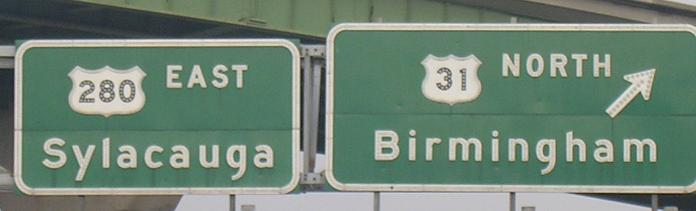 280 EAST
Sylacauga
31 NORTH
Birmingham